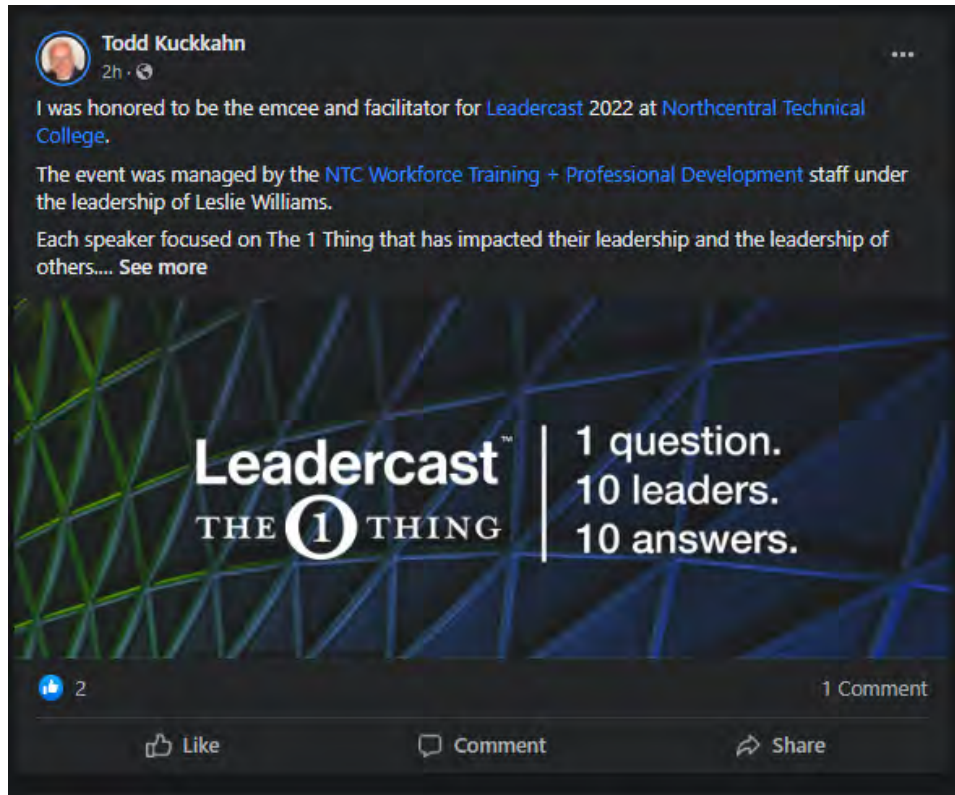 Todd Kuckkahn
2h ·
I was honored to be the emcee and facilitator for Leadercast 2022 at Northcentral Technical
College.
The event was managed by the NTC Workforce Training + Professional Development staff under
the leadership of Leslie Williams.
Each speaker focused on The 1 Thing that has impacted their leadership and the leadership of
others.... See more
Leadercast™
THE 1 THING
1 question.
10 leaders.
10 answers.
2
1 Comment
Like
Comment
Share